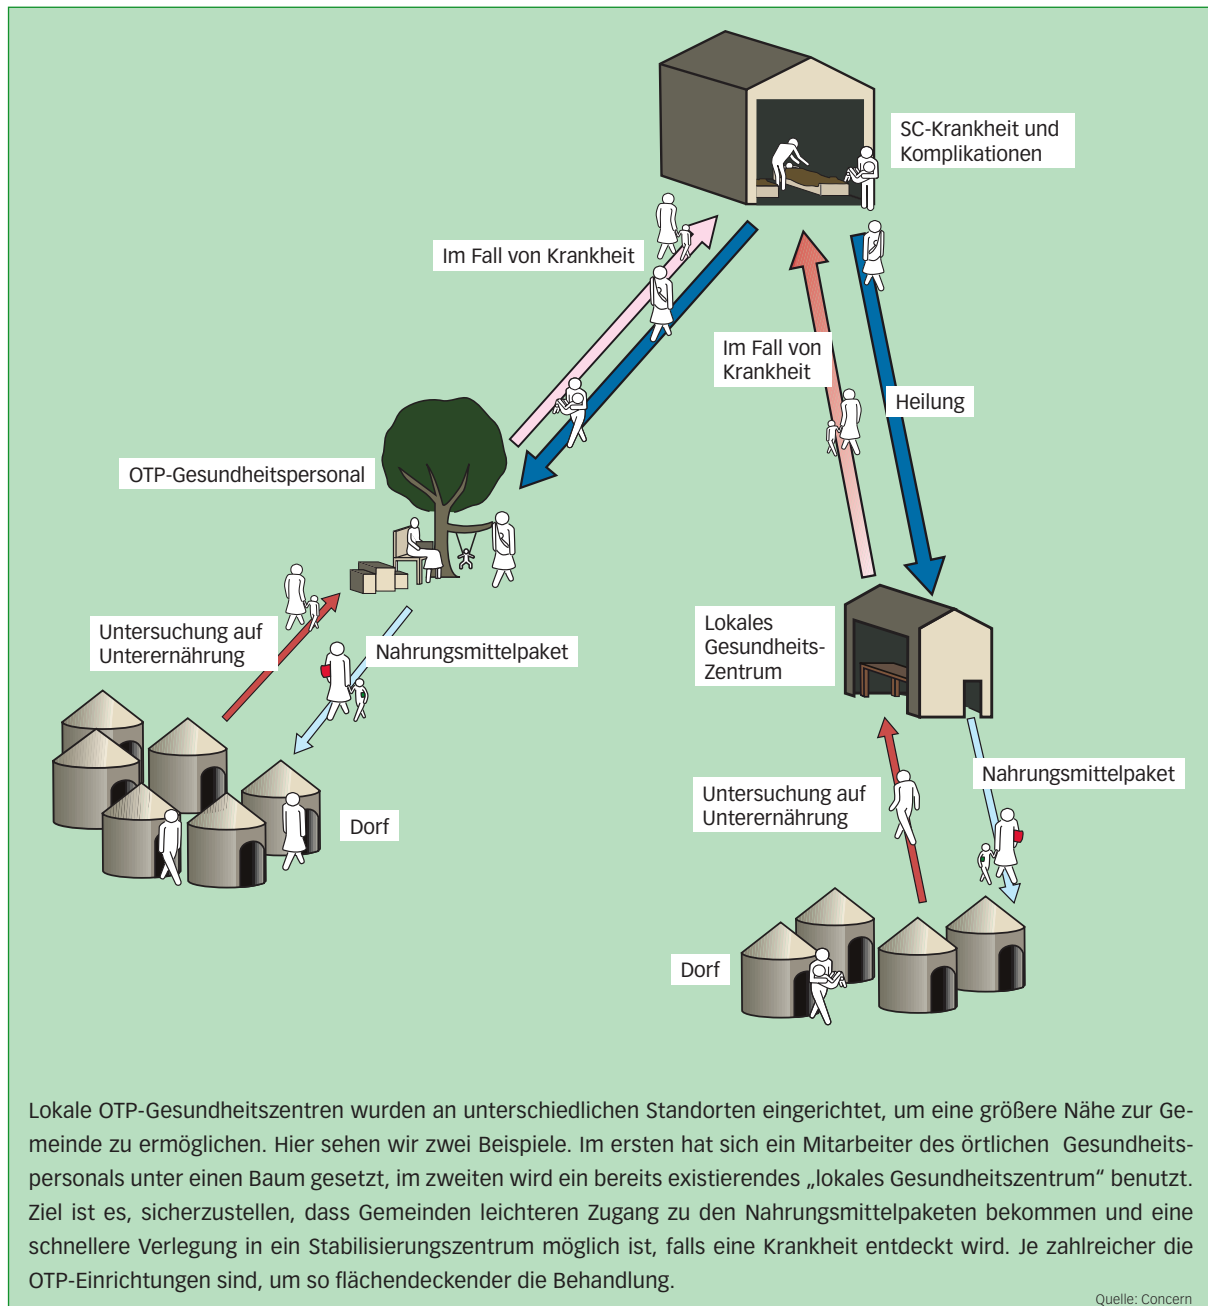 SC-Krankheit und
Komplikationen
Im Fall von Krankheit
Im Fall von
Krankheit
Heilung
OTP-Gesundheitspersonal
Untersuchung auf
Unterernährung
Nahrungsmittelpaket
Lokales
Gesundheits-
Zentrum
Dorf
Untersuchung auf
Unterernährung
Nahrungsmittelpaket
Dorf
Lokale OTP-Gesundheitszentren wurden an unterschiedlichen Standorten eingerichtet, um eine größere Nähe zur Ge-
meinde zu ermöglichen. Hier sehen wir zwei Beispiele. Im ersten hat sich ein Mitarbeiter des örtlichen Gesundheits-
personals unter einen Baum gesetzt, im zweiten wird ein bereits existierendes „lokales Gesundheitszentrum“ benutzt.
Ziel ist es, sicherzustellen, dass Gemeinden leichteren Zugang zu den Nahrungsmittelpaketen bekommen und eine
schnellere Verlegung in ein Stabilisierungszentrum möglich ist, falls eine Krankheit entdeckt wird. Je zahlreicher die
OTP-Einrichtungen sind, um so flächendeckender die Behandlung.
Quelle: Concern